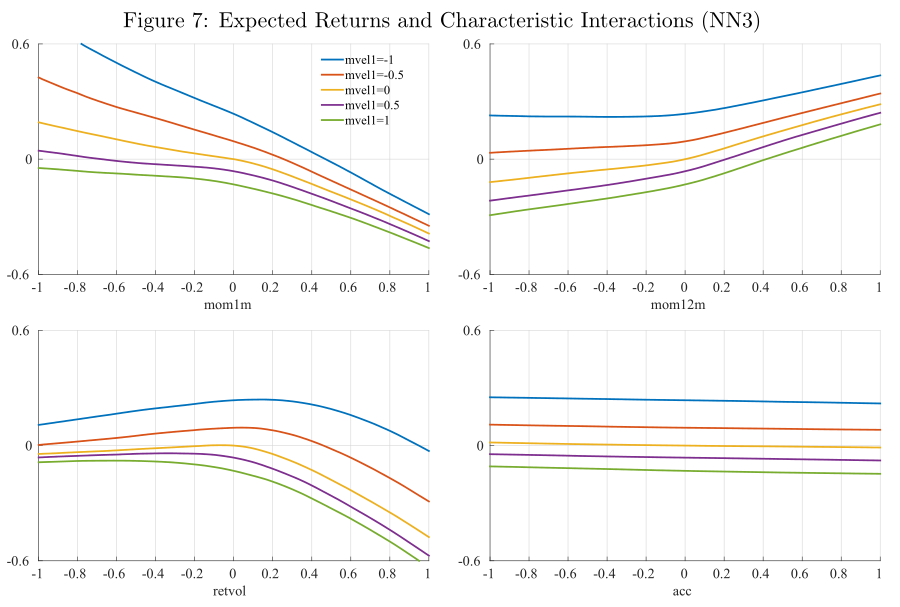 Figure 7: Expected Returns and Characteristic Interactions (NN3)
0.6
0
-0.6
mvel1=-1
mvel1=-0.5
mvel1=0
mvel1=0.5
mvel1=1
-1 -0.8 -0.6 -0.4 -0.2 0 0.2 0.4 0.6 0.8 1
mom1m
0.6
0
-0.6
-1 -0.8 -0.6 -0.4 -0.2 0 0.2 0.4 0.6 0.8 1
mom12m
0.6
0
-0.6
-1 -0.8 -0.6 -0.4 -0.2 0 0.2 0.4 0.6 0.8 1
retvol
0.6
0
-0.6
-1 -0.8 -0.6 -0.4 -0.2 0 0.2 0.4 0.6 0.8 1
acc